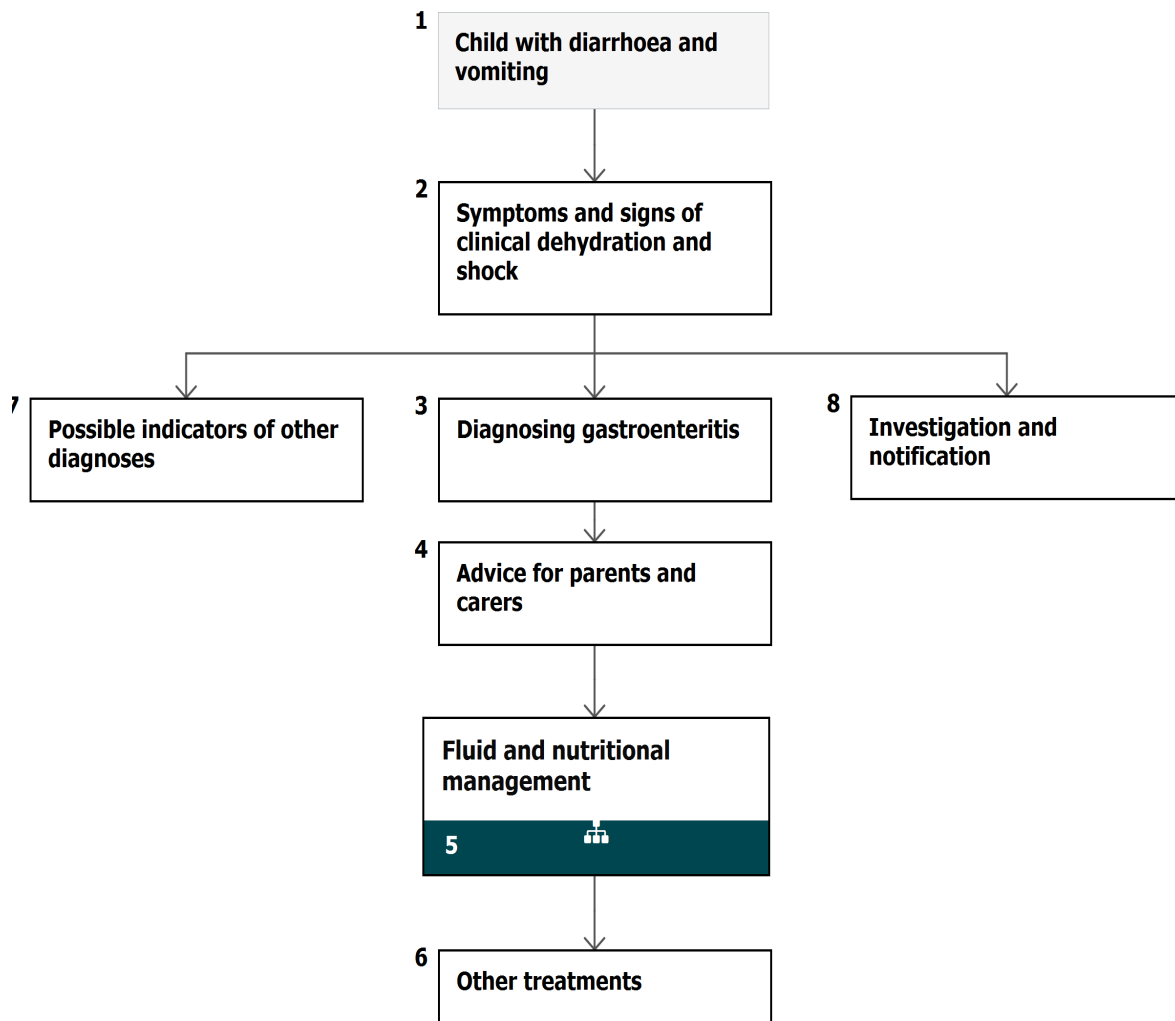 1
Child with diarrhoea and
vomiting
2
Symptoms and signs of
clinical dehydration and
shock
7
Possible indicators of other
diagnoses
3
Diagnosing gastroenteritis
8
Investigation and
notification
4
Advice for parents and
carers
Fluid and nutritional
management
5
6
Other treatments